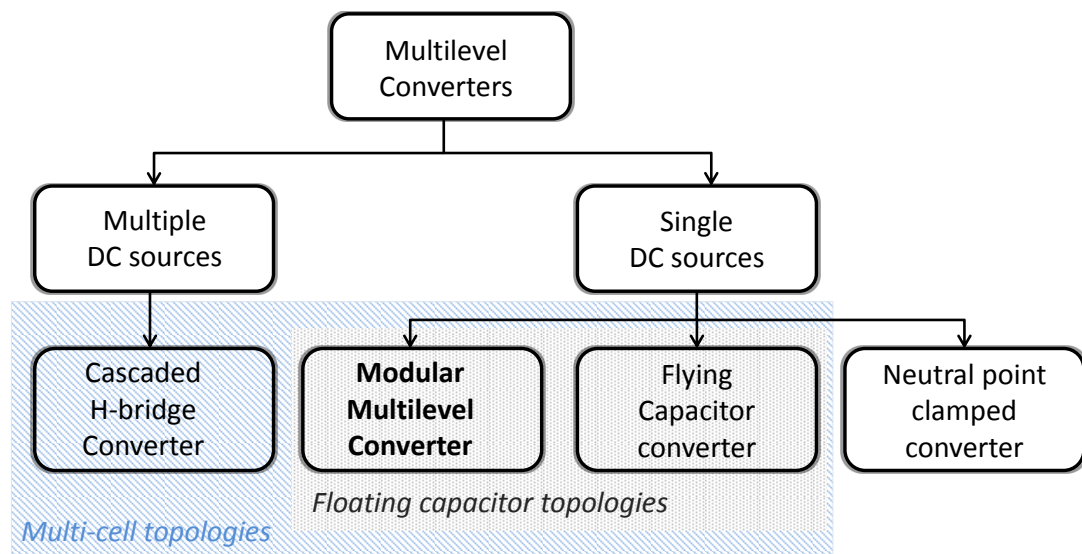 Multilevel
Converters
Multiple
DC sources
Single
DC sources
Cascaded
H-bridge
Converter
Modular
Multilevel
Converter
Flying
Capacitor
converter
Neutral point
clamped
converter
Floating capacitor topologies
Multi-cell topologies